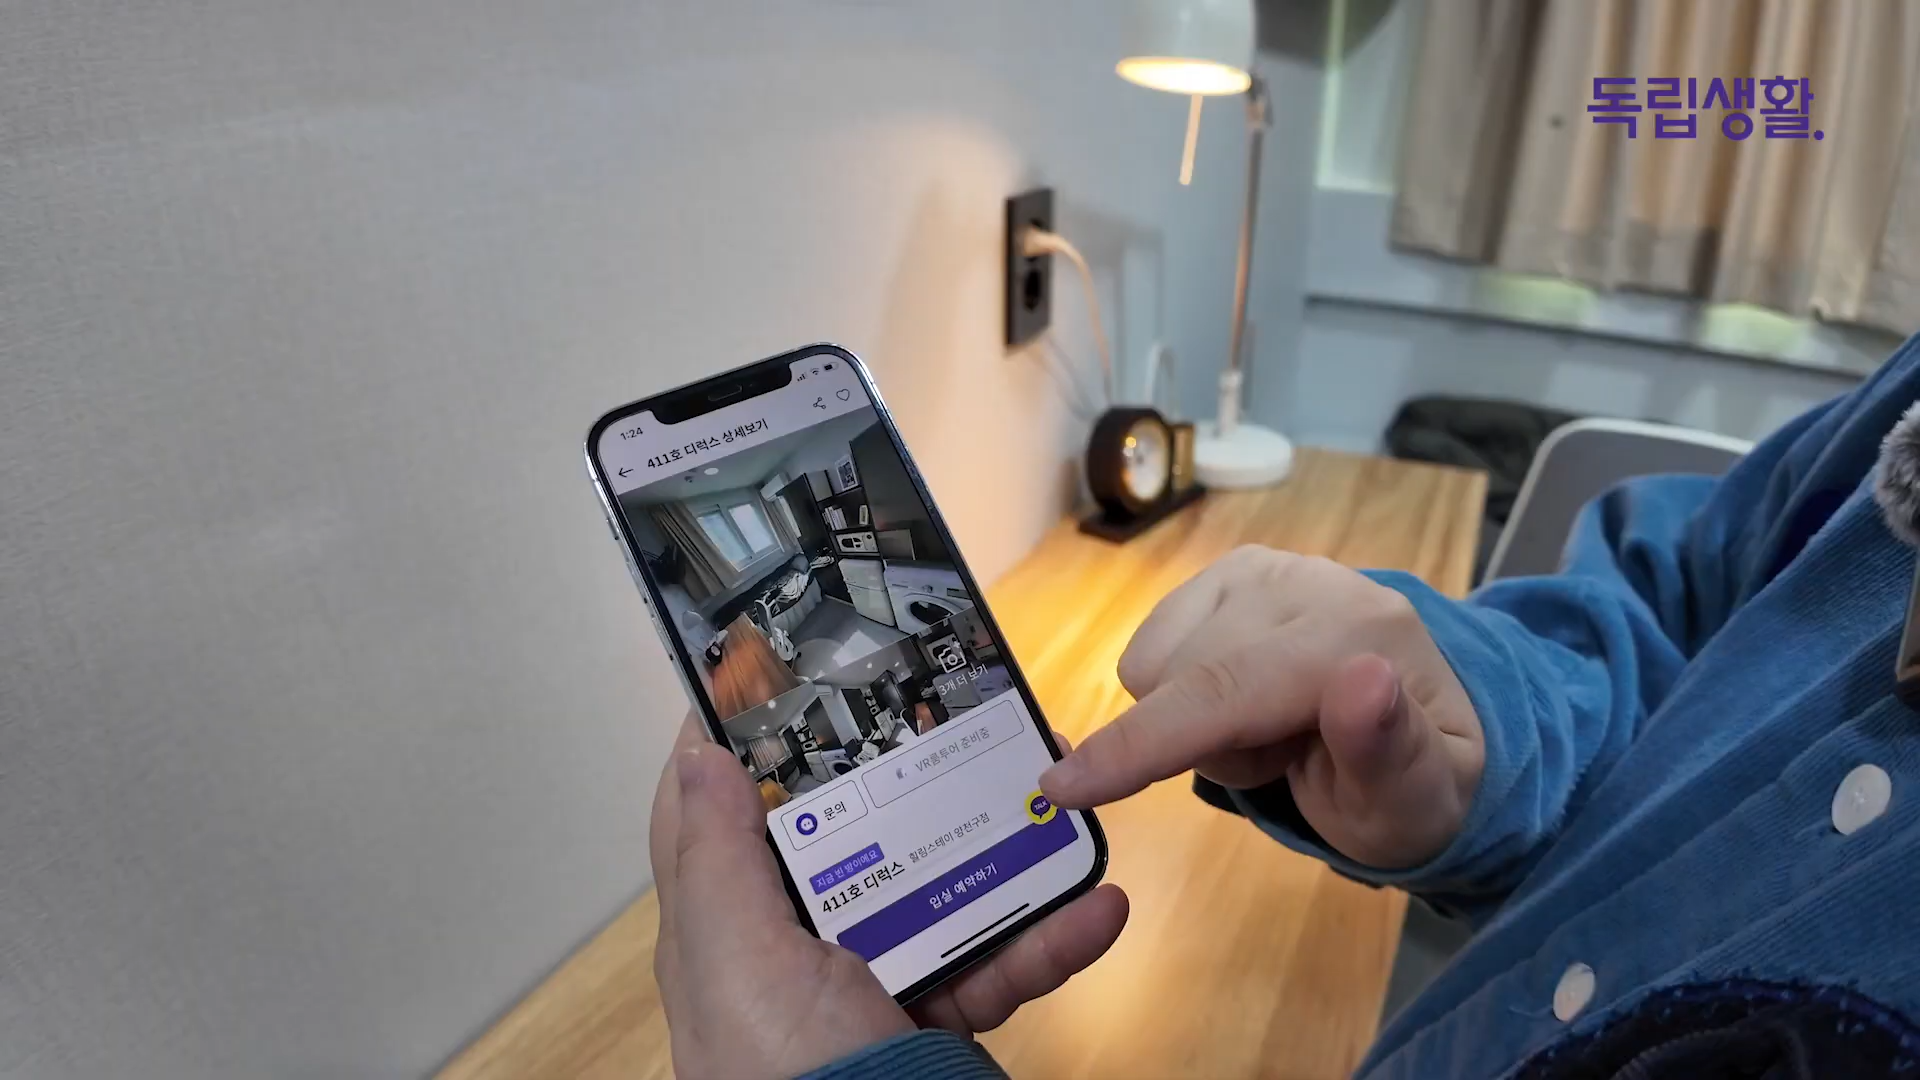 독립생활.
1:24
411호 디럭스 상세보기
3개 더 보기
VR룸투어 준비중
문의
TALK
지금 빈 방이에요
411호 디럭스 힐링스테이 양천구점
입실 예약하기